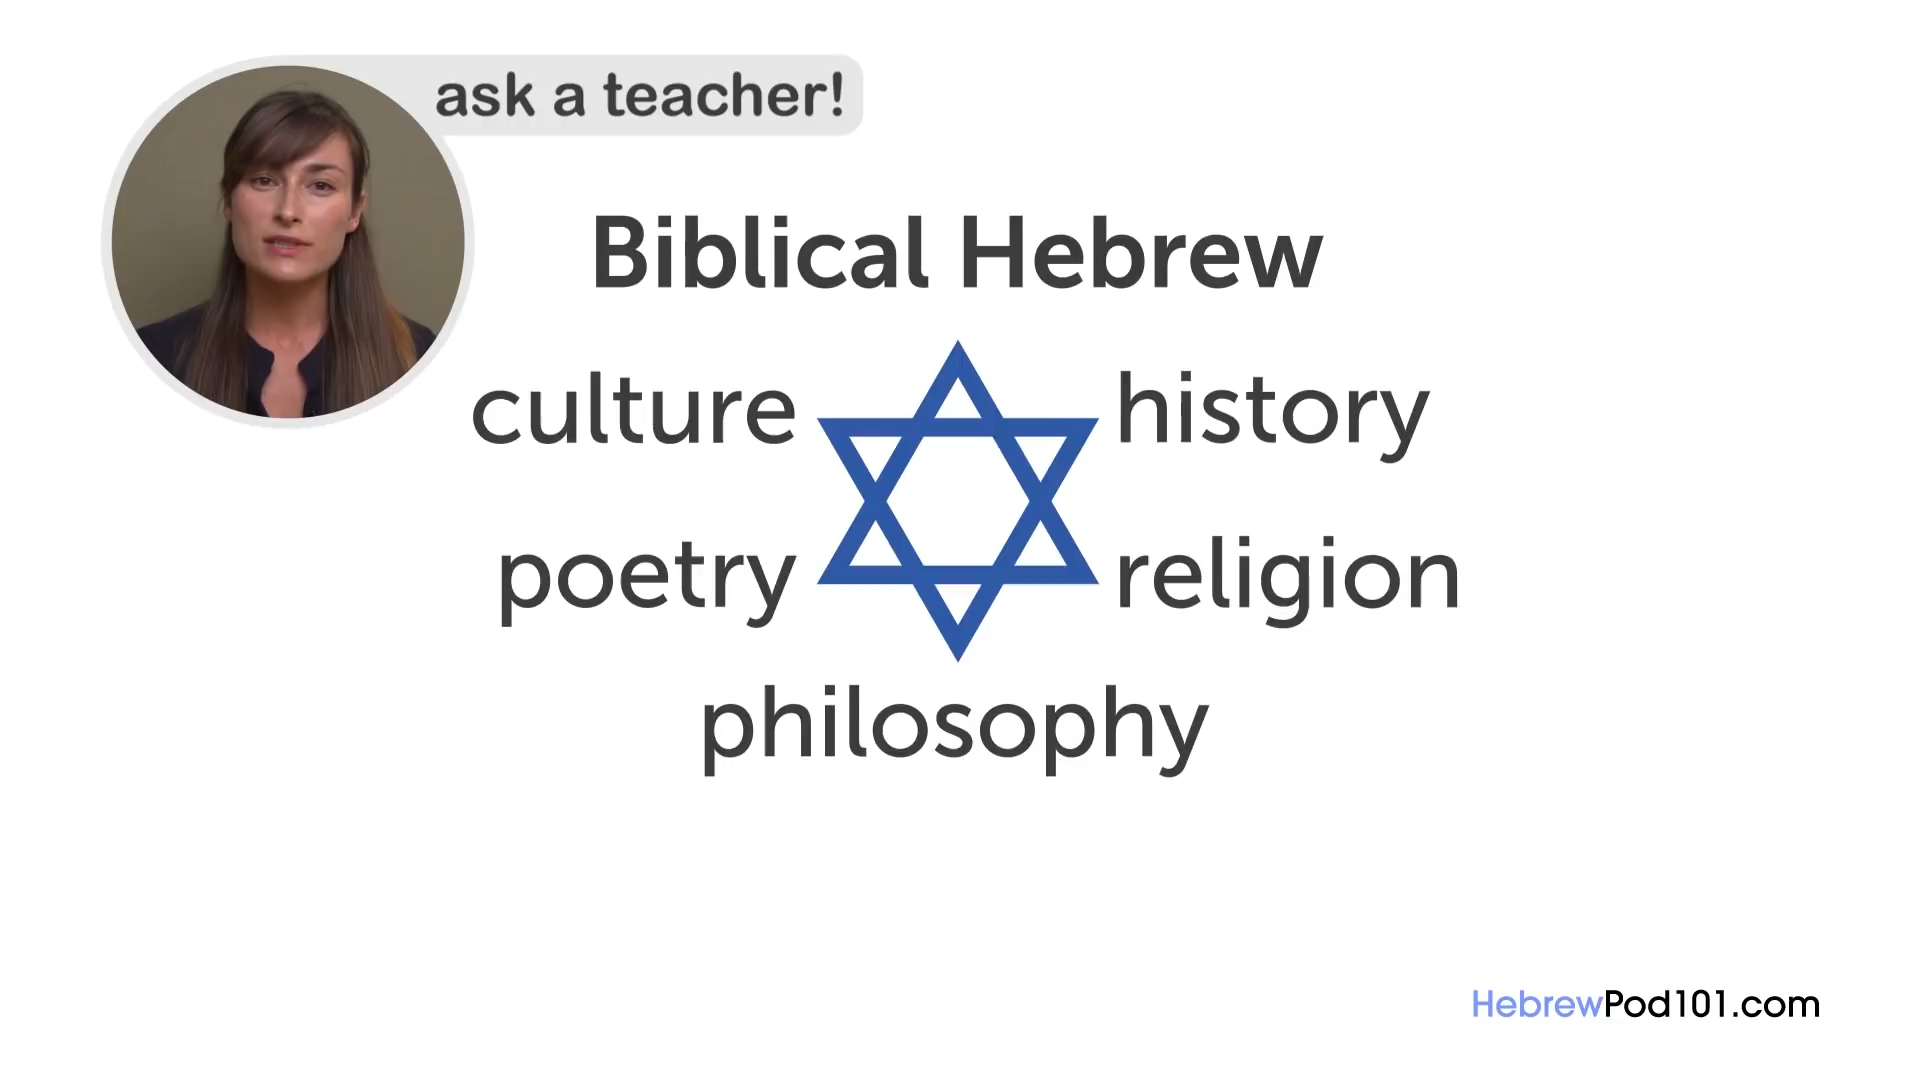 ask a teacher!
Biblical Hebrew
culture history
poetry religion
philosophy
HebrewPod101.com